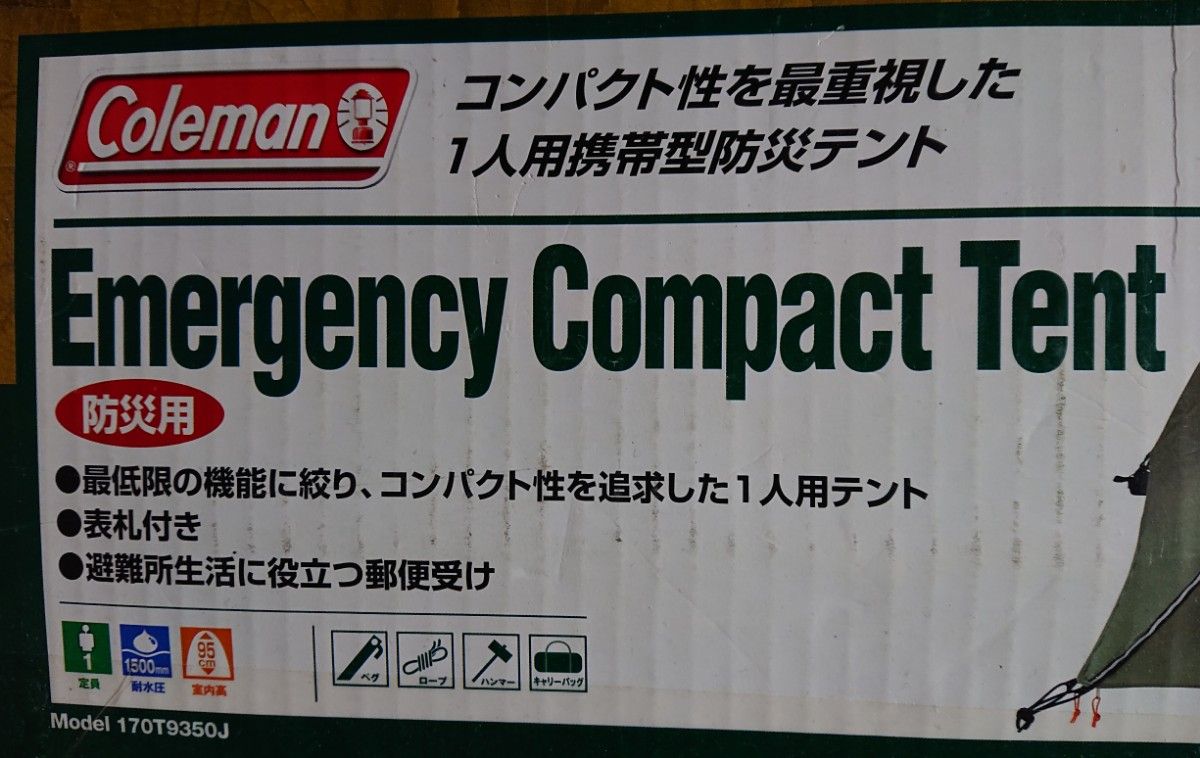 Coleman
®
コンパクト性を最重視した
1人用携帯型防災テント
Emergency Compact Tent
防災用
●最低限の機能に絞り、コンパクト性を追求した1人用テント
●表札付き
●避難所生活に役立つ郵便受け
1
定員
1500mm
耐水圧
95cm
室内高
ペグ
ロープ
ハンマー
キャリーバッグ
Model 170T9350J